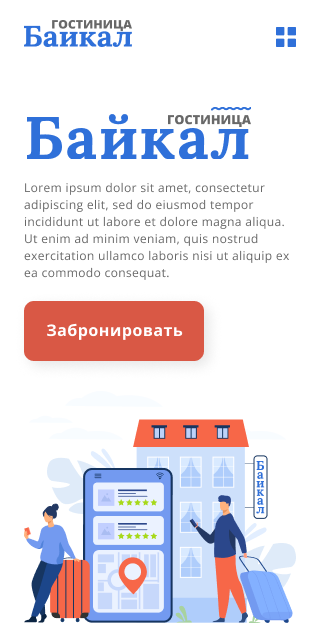 ГОСТИНИЦА
Байкал
ГОСТИНИЦА
Байкал
Lorem ipsum dolor sit amet, consectetur
adipiscing elit, sed do eiusmod tempor
incididunt ut labore et dolore magna aliqua.
Ut enim ad minim veniam, quis nostrud
exercitation ullamco laboris nisi ut aliquip ex
ea commodo consequat.
Забронировать
Байкал